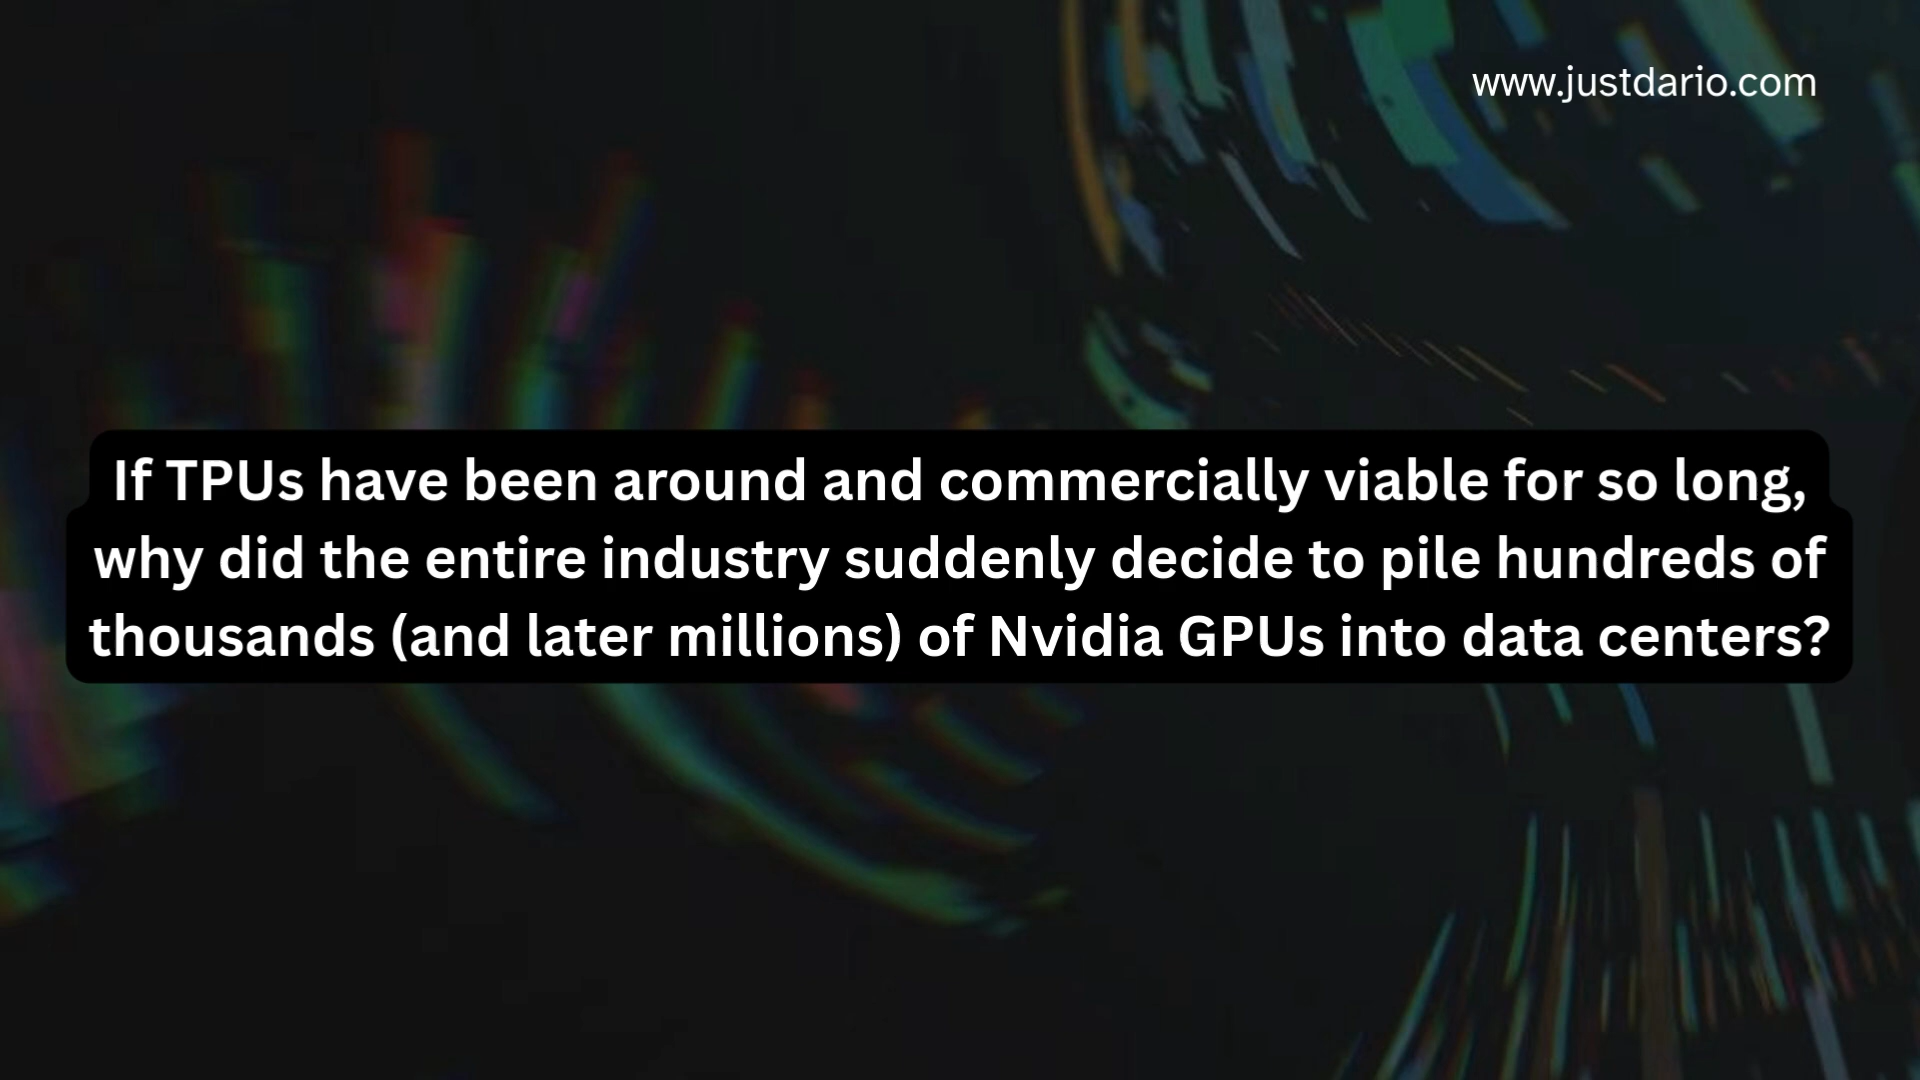 www.justdario.com
If TPUs have been around and commercially viable for so long,
why did the entire industry suddenly decide to pile hundreds of
thousands (and later millions) of Nvidia GPUs into data centers?